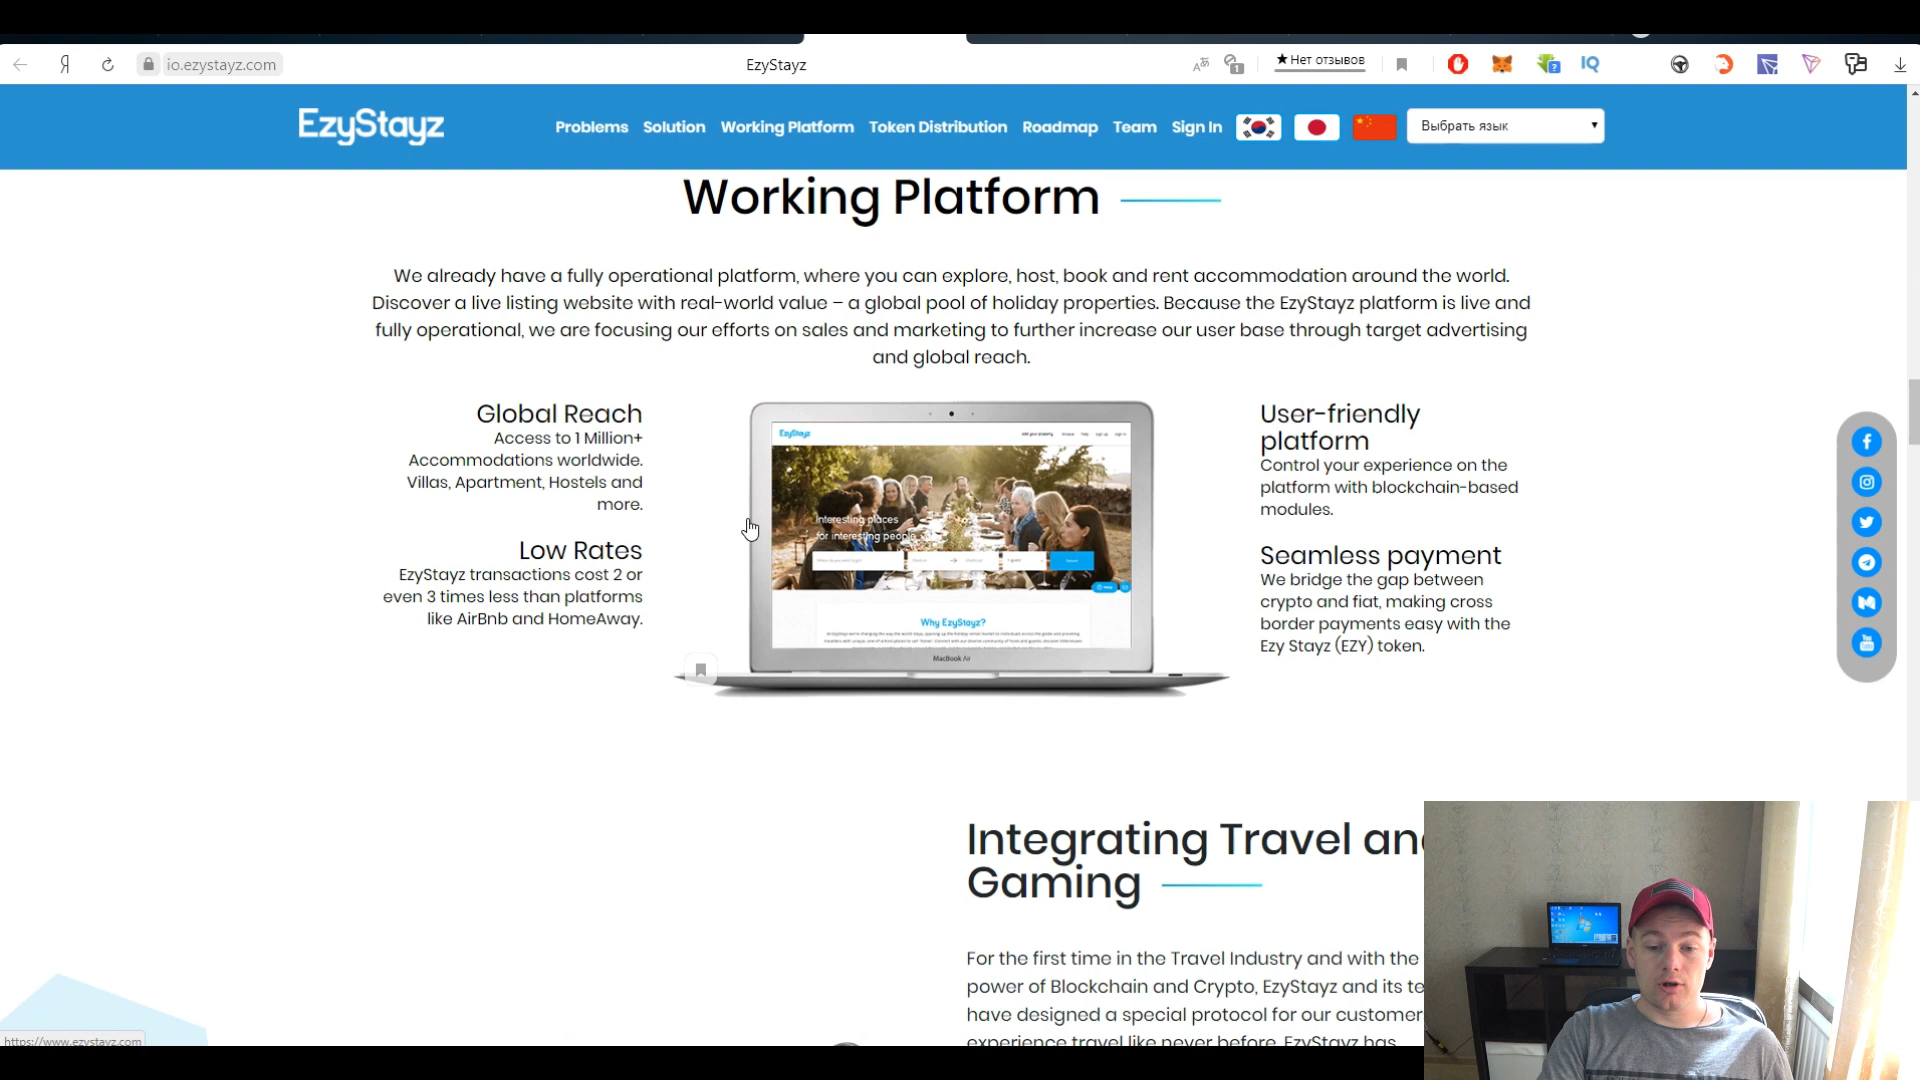 Я
io.ezystayz.com
EzyStayz
1
★ Нет отзывов
IQ
EzyStayz
Problems Solution Working Platform Token Distribution Roadmap Team Sign In
Выбрать язык
Working Platform
We already have a fully operational platform, where you can explore, host, book and rent accommodation around the world.
Discover a live listing website with real-world value – a global pool of holiday properties. Because the EzyStayz platform is live and
fully operational, we are focusing our efforts on sales and marketing to further increase our user base through target advertising
and global reach.
Global Reach
Access to 1 Million+
Accommodations worldwide.
Villas, Apartment, Hostels and
more.
Low Rates
EzyStayz transactions cost 2 or
even 3 times less than platforms
like AirBnb and HomeAway.
EzyStayz
Interesting places
for interesting people
Why EzyStayz?
MacBook Air
User-friendly
platform
Control your experience on the
platform with blockchain-based
modules.
Seamless payment
We bridge the gap between
crypto and fiat, making cross
border payments easy with the
Ezy Stayz (EZY) token.
Integrating Travel an
Gaming
For the first time in the Travel Industry and with the
power of Blockchain and Crypto, EzyStayz and its te
have designed a special protocol for our customer
experience travel like never before. EzyStayz has
https://www.ezystayz.com